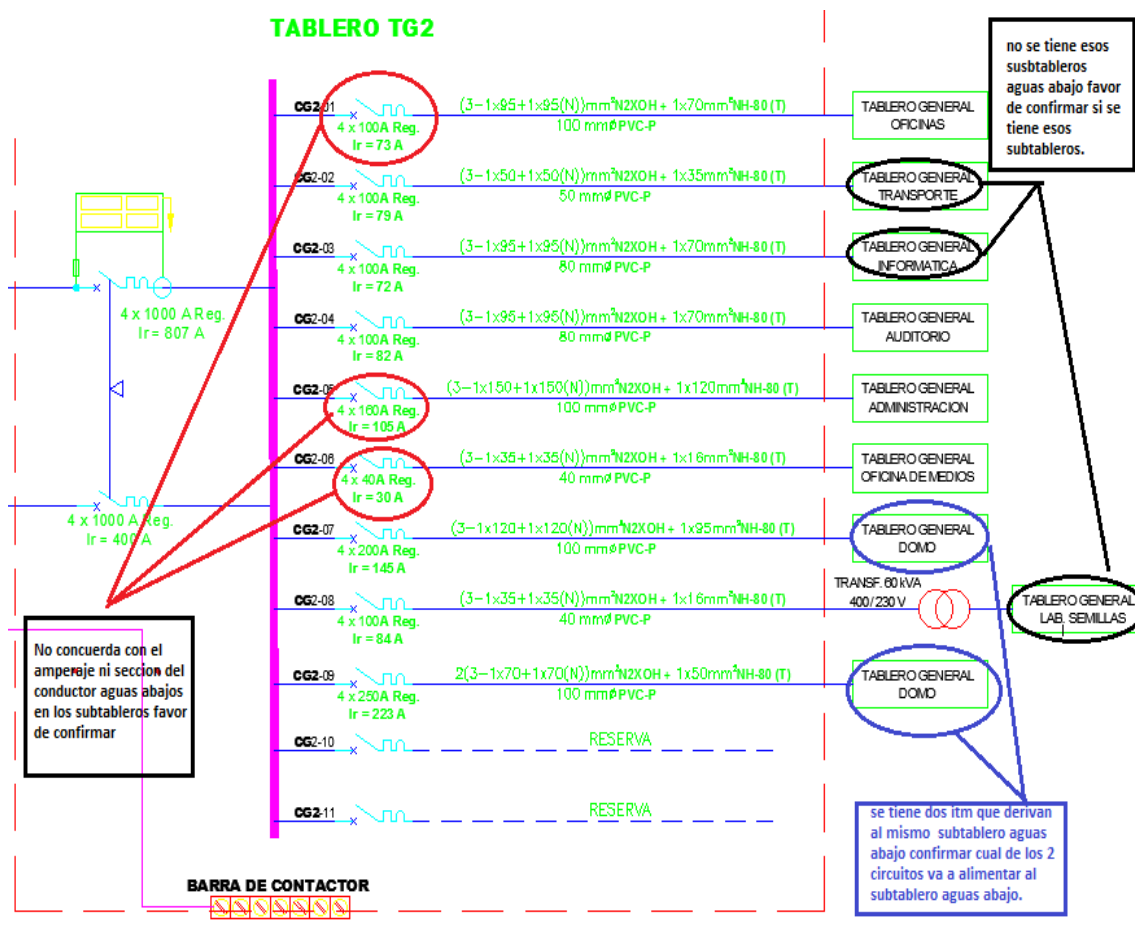 TABLERO TG2
no se tiene esos
susbtableros
aguas abajo favor
de confirmar si se
tiene esos
subtableros.
CG2-01
4 x 100A Reg.
Ir = 73 A
(3-1x95+1x95(N))mm²N2XOH + 1x70mm²NH-80 (T)
100 mmØ PVC-P
TABLERO GENERAL
OFICINAS
CG2-02
4 x 100A Reg.
Ir = 79 A
(3-1x50+1x50(N))mm²N2XOH + 1x35mm²NH-80 (T)
50 mmØ PVC-P
TABLERO GENERAL
TRANSPORTE
CG2-03
4 x 100A Reg.
Ir = 72 A
(3-1x95+1x95(N))mm²N2XOH + 1x70mm²NH-80 (T)
80 mmØ PVC-P
TABLERO GENERAL
INFORMATICA
4 x 1000 A Reg.
Ir = 807 A
CG2-04
4 x 100A Reg.
Ir = 82 A
(3-1x95+1x95(N))mm²N2XOH + 1x70mm²NH-80 (T)
80 mmØ PVC-P
TABLERO GENERAL
AUDITORIO
CG2-05
4 x 160A Reg.
Ir = 105 A
(3-1x150+1x150(N))mm²N2XOH + 1x120mm²NH-80 (T)
100 mmØ PVC-P
TABLERO GENERAL
ADMINISTRACION
CG2-06
4 x 40A Reg.
Ir = 30 A
(3-1x35+1x35(N))mm²N2XOH + 1x16mm²NH-80 (T)
40 mmØ PVC-P
TABLERO GENERAL
OFICINA DE MEDIOS
4 x 1000 A Reg.
Ir = 400 A
CG2-07
4 x 200A Reg.
Ir = 145 A
(3-1x120+1x120(N))mm²N2XOH + 1x95mm²NH-80 (T)
100 mmØ PVC-P
TABLERO GENERAL
DOMO
CG2-08
4 x 100A Reg.
Ir = 84 A
(3-1x35+1x35(N))mm²N2XOH + 1x16mm²NH-80 (T)
40 mmØ PVC-P
TRANSF. 60 kVA
400/230 V
TABLERO GENERAL
LAB. SEMILLAS
No concuerda con el
amperaje ni seccion del
conductor aguas abajos
en los subtableros favor
de confirmar
CG2-09
4 x 250A Reg.
Ir = 223 A
2(3-1x70+1x70(N))mm²N2XOH + 1x50mm²NH-80 (T)
100 mmØ PVC-P
TABLERO GENERAL
DOMO
CG2-10
RESERVA
CG2-11
RESERVA
se tiene dos itm que derivan
al mismo subtablero aguas
abajo confirmar cual de los 2
circuitos va a alimentar al
subtablero aguas abajo.
BARRA DE CONTACTOR